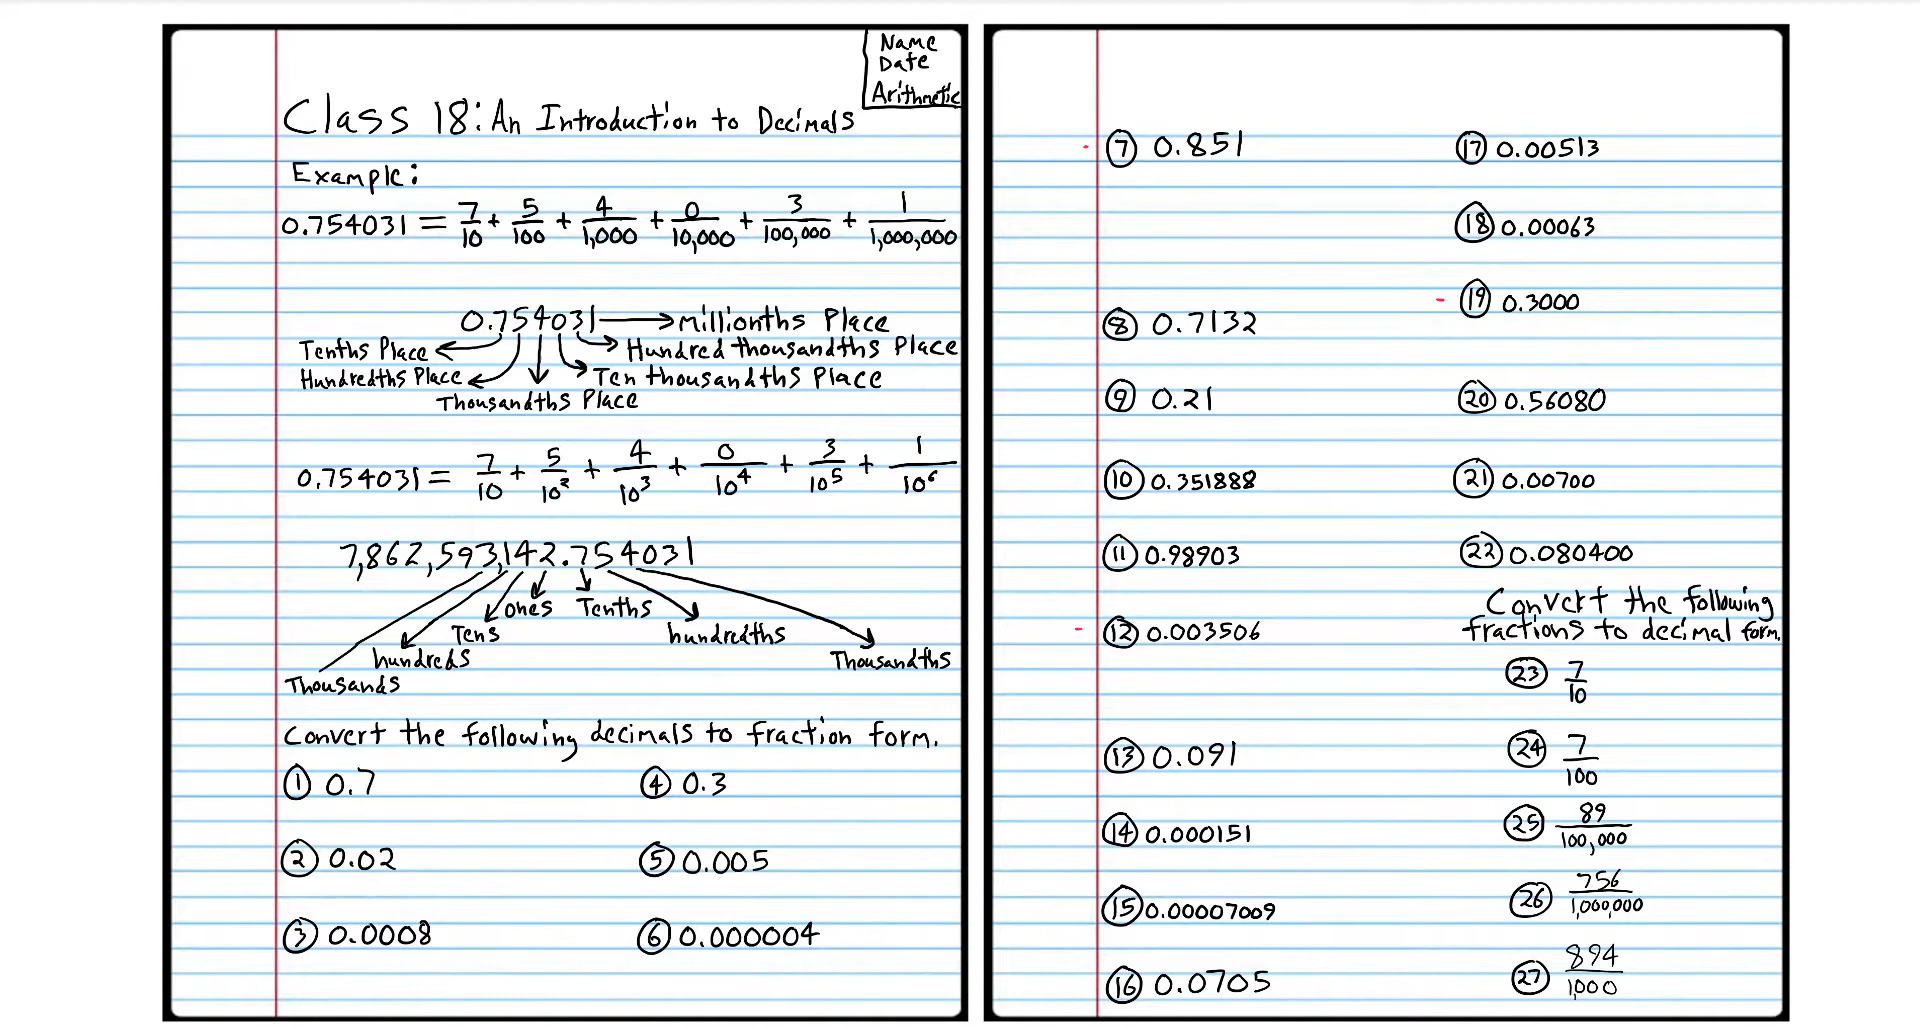 Name
Date
Arithmetic
Class 18: An Introduction to Decimals
Example:
0.754031 = 7/10 + 5/100 + 4/1,000 + 0/10,000 + 3/100,000 + 1/1,000,000
0.754031 → millionths Place
Tenths Place
Hundred thousandths Place
Hundredths Place
Ten thousandths Place
Thousandths Place
0.754031 = 7/10 + 5/10² + 4/10³ + 0/10⁴ + 3/10⁵ + 1/10⁶
7,862,593,142.754031
ones Tenths
Tens hundredths
hundreds Thousandths
Thousands
Convert the following decimals to fraction form.
① 0.7
② 0.02
③ 0.0008
④ 0.3
⑤ 0.005
⑥ 0.000004
⑦ 0.851
⑧ 0.7132
⑨ 0.21
⑩ 0.351888
⑪ 0.98903
⑫ 0.003506
⑬ 0.091
⑭ 0.000151
⑮ 0.00007009
⑯ 0.0705
⑰ 0.00513
⑱ 0.00063
⑲ 0.3000
⑳ 0.56080
㉑ 0.00700
㉒ 0.080400
Convert the following
fractions to decimal form.
㉓ 7/10
㉔ 7/100
㉕ 89/100,000
㉖ 756/1,000,000
㉗ 894/1,000